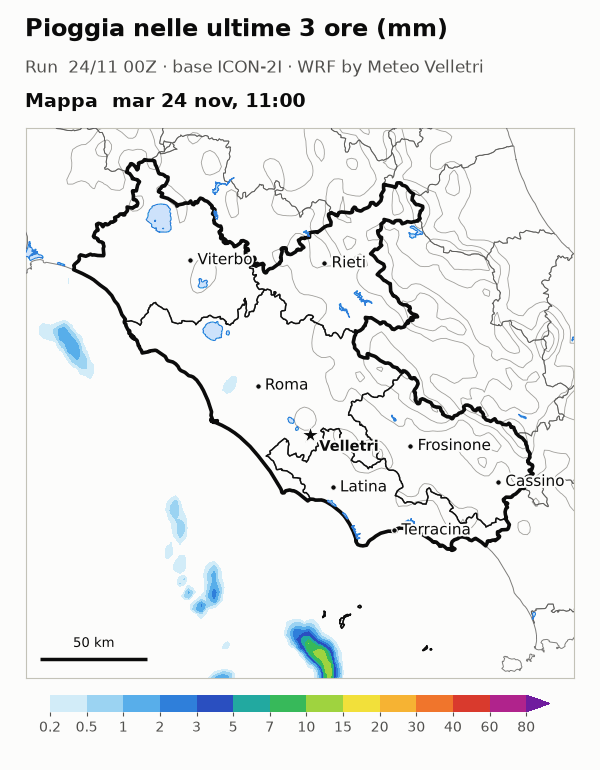 Pioggia nelle ultime 3 ore (mm)
Run 24/11 00Z · base ICON-2I · WRF by Meteo Velletri
Mappa mar 24 nov, 11:00
Viterbo
Rieti
Roma
Velletri
Frosinone
Cassino
Latina
Terracina
50 km
0.2 0.5 1 2 3 5 7 10 15 20 30 40 60 80